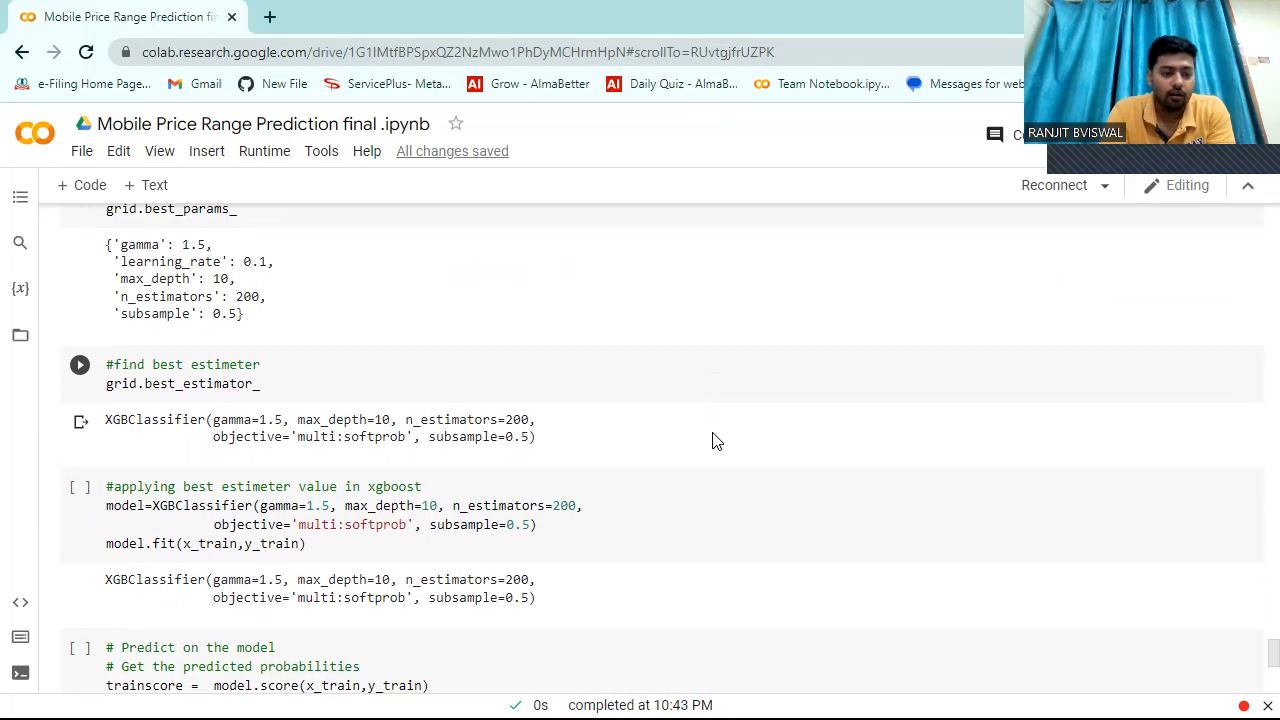 Mobile Price Range Prediction fin
colab.research.google.com/drive/1G1IMtfBPSpxQZ2NzMwo1PhDyMCHrmHpN#scrollTo=RUvtgjfrUZPK
e-Filing Home Page...
Gmail
New File
ServicePlus- Meta...
AI Grow - AlmaBetter
AI Daily Quiz - AlmaB...
Team Notebook.ipy...
Messages for web
RANJIT BVISWAL
CO
Mobile Price Range Prediction final .ipynb
File Edit View Insert Runtime Tools Help All changes saved
+ Code + Text
Reconnect
Editing
grid.best_params_
{'gamma': 1.5,
'learning_rate': 0.1,
'max_depth': 10,
'n_estimators': 200,
'subsample': 0.5}
#find best estimeter
grid.best_estimator_
XGBClassifier(gamma=1.5, max_depth=10, n_estimators=200,
objective='multi:softprob', subsample=0.5)
[ ] #applying best estimeter value in xgboost
model=XGBClassifier(gamma=1.5, max_depth=10, n_estimators=200,
objective='multi:softprob', subsample=0.5)
model.fit(x_train,y_train)
XGBClassifier(gamma=1.5, max_depth=10, n_estimators=200,
objective='multi:softprob', subsample=0.5)
[ ] # Predict on the model
# Get the predicted probabilities
trainscore = model.score(x_train,y_train)
{x}
<>
0s completed at 10:43 PM